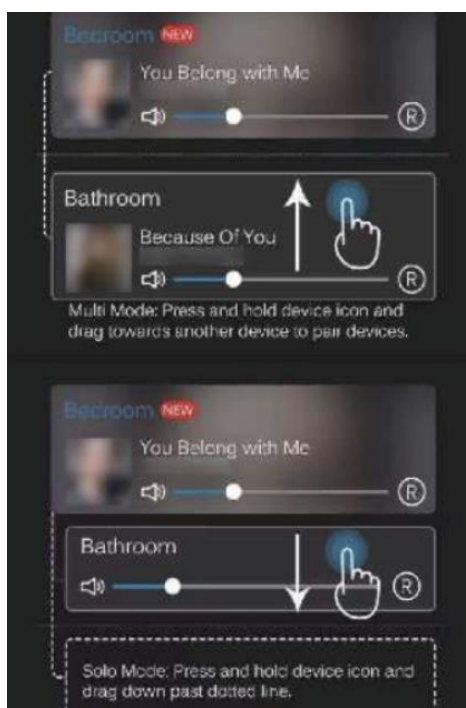 Bedroom NEW
You Belong with Me
R
Bathroom
Because Of You
R
Multi Mode: Press and hold device icon and
drag towards another device to pair devices.
Bedroom NEW
You Belong with Me
R
Bathroom
R
Solo Mode: Press and hold device icon and
drag down past dotted line.